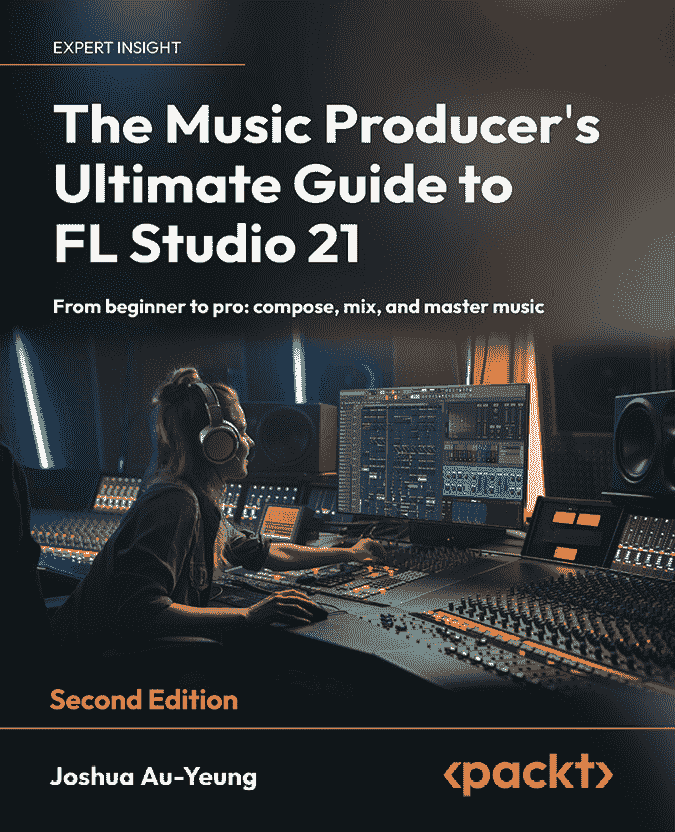 EXPERT INSIGHT
The Music Producer's
Ultimate Guide to
FL Studio 21
From beginner to pro: compose, mix, and master music
Second Edition
Joshua Au-Yeung
<packt>